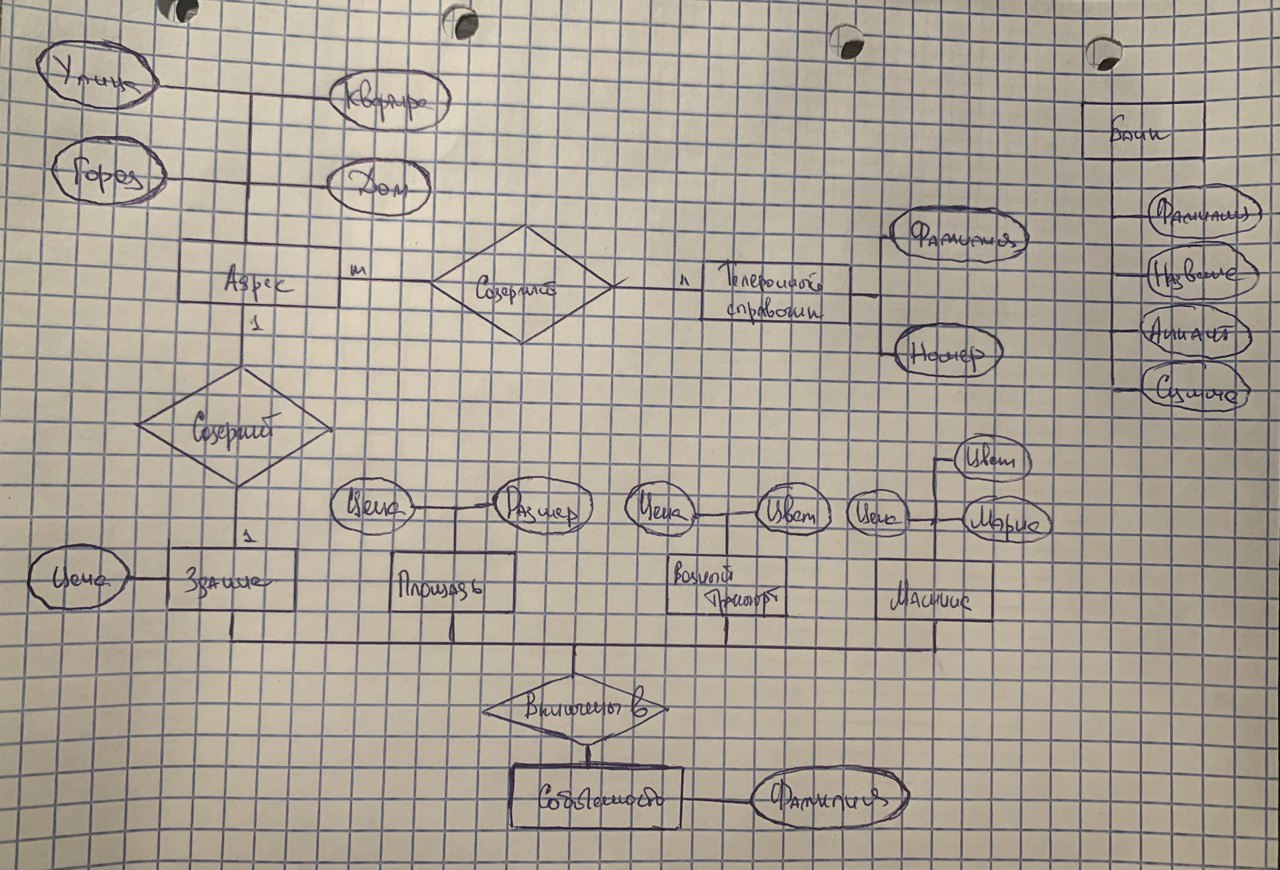 Улица
Квартира
Город
Дом
Адрес
m
Содержит
n
Телефонный
справочник
Фамилия
Номер
Банк
Фамилия
Название
Сумма
1
Содержит
1
Цена
Здание
Цена
Размер
Площадь
Цена
Цвет
Водный
Транспорт
Цена
Цвет
Марка
Машина
Включены в
Собственность
Фамилия